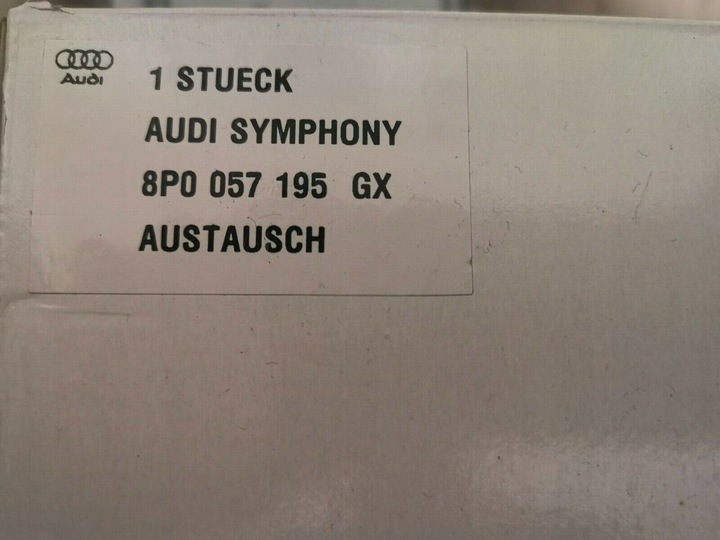 Audi
1 STUECK
AUDI SYMPHONY
8P0 057 195 GX
AUSTAUSCH